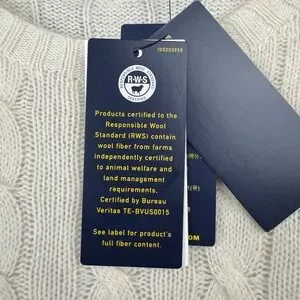 100203960
RESPONSIBLE WOOL STANDARD
R·W·S
CERTIFIED
Products certified to the
Responsible Wool
Standard (RWS) contain
wool fiber from farms
independently certified
to animal welfare and
land management
requirements.
Certified by Bureau
Veritas TE-BVUS0015
See label for product's
full fiber content.
OM